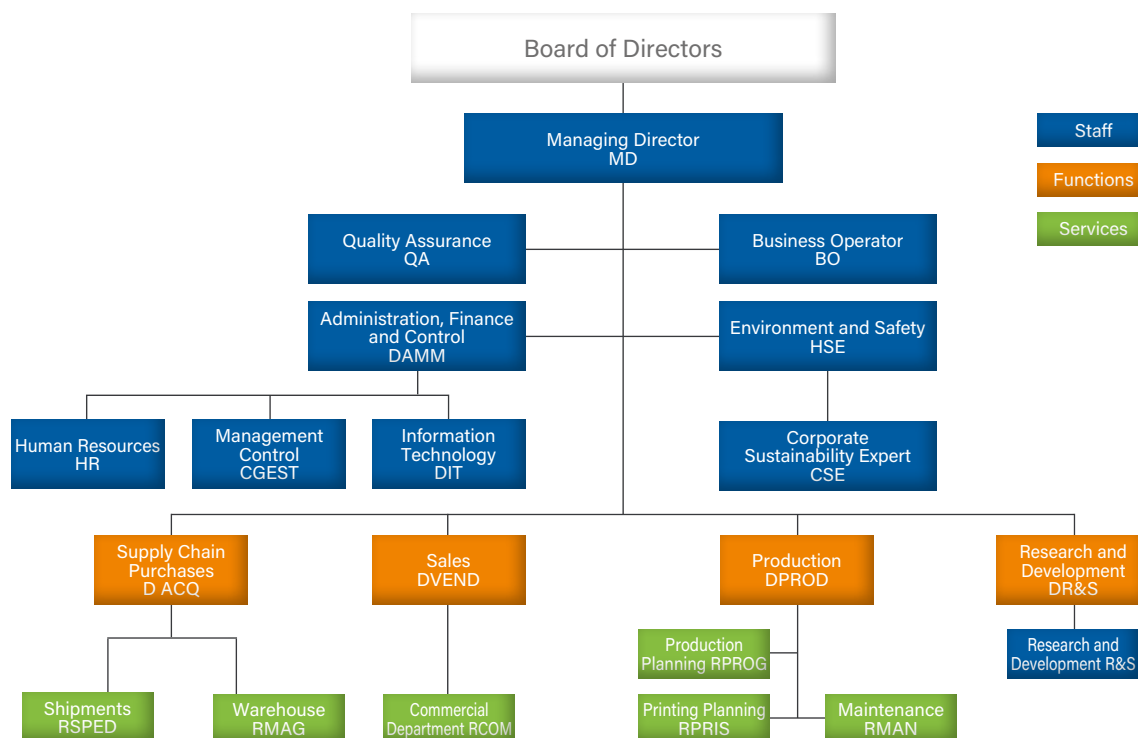 Board of Directors
Managing Director
MD
Staff
Functions
Services
Quality Assurance
QA
Business Operator
BO
Administration, Finance
and Control
DAMM
Environment and Safety
HSE
Human Resources
HR
Management
Control
CGEST
Information
Technology
DIT
Corporate
Sustainability Expert
CSE
Supply Chain
Purchases
D ACQ
Sales
DVEND
Production
DPROD
Research and
Development
DR&S
Production
Planning RPROG
Research and
Development R&S
Shipments
RSPED
Warehouse
RMAG
Commercial
Department RCOM
Printing Planning
RPRIS
Maintenance
RMAN